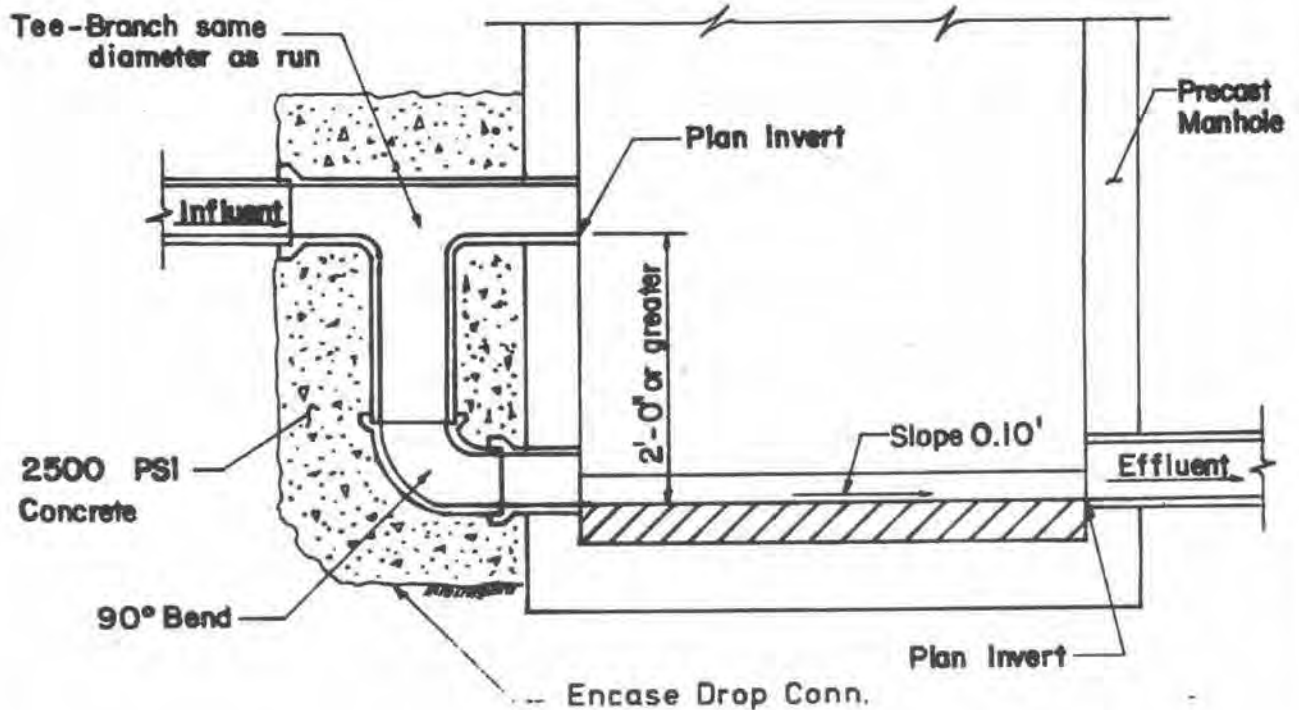 Tee-Branch same
diameter as run
Precast
Manhole
Plan Invert
Influent
2'-0" or greater
Slope 0.10'
Effluent
2500 PSI
Concrete
90° Bend
Plan Invert
Encase Drop Conn.